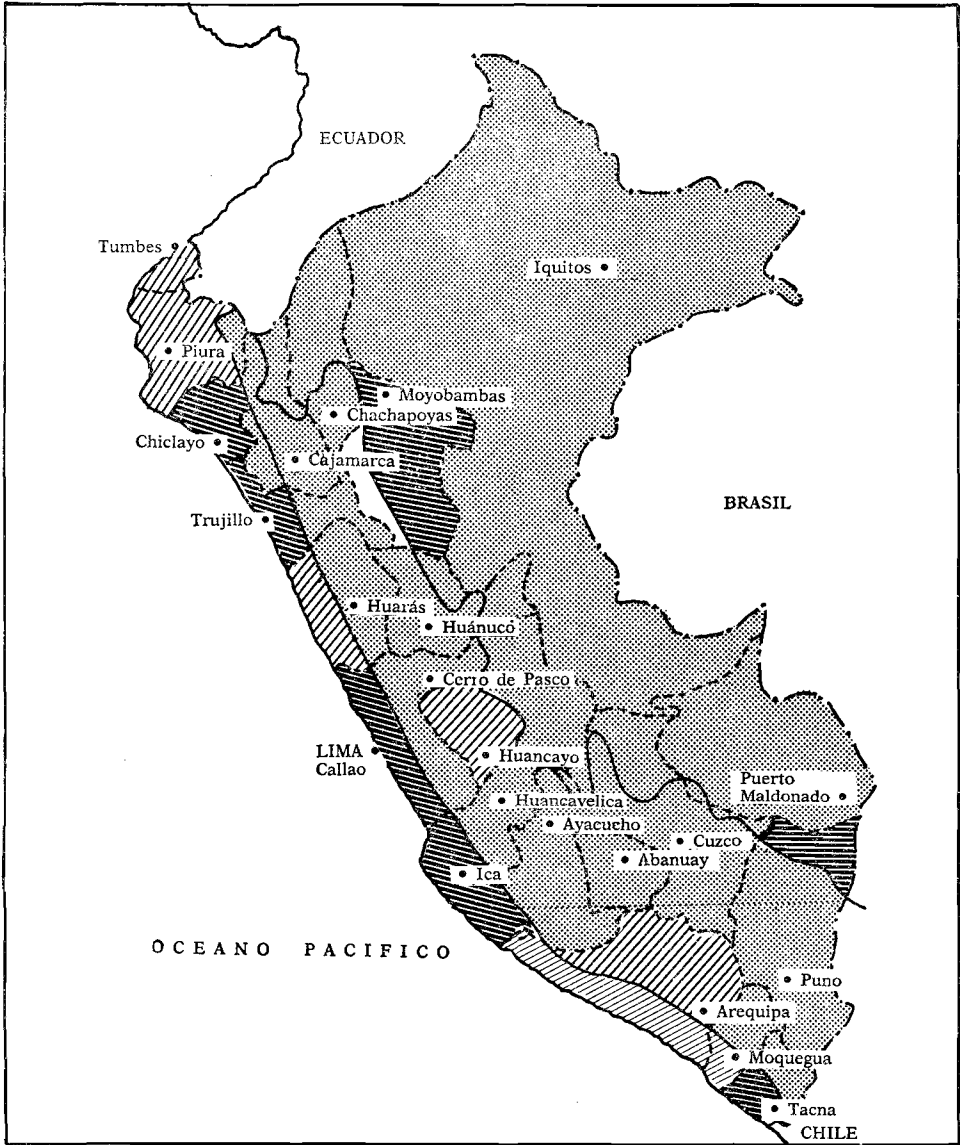 ECUADOR
Tumbes
Iquitos
Piura
Moyobambas
Chachapoyas
Chiclayo
Cajamarca
BRASIL
Trujillo
Huarás
Huánuco
Cerro de Pasco
LIMA
Callao
Huancayo
Puerto
Maldonado
Huancavelica
Ayacucho
Cuzco
Abanuay
Ica
OCEANO PACIFICO
Puno
Arequipa
Moquegua
Tacna
CHILE